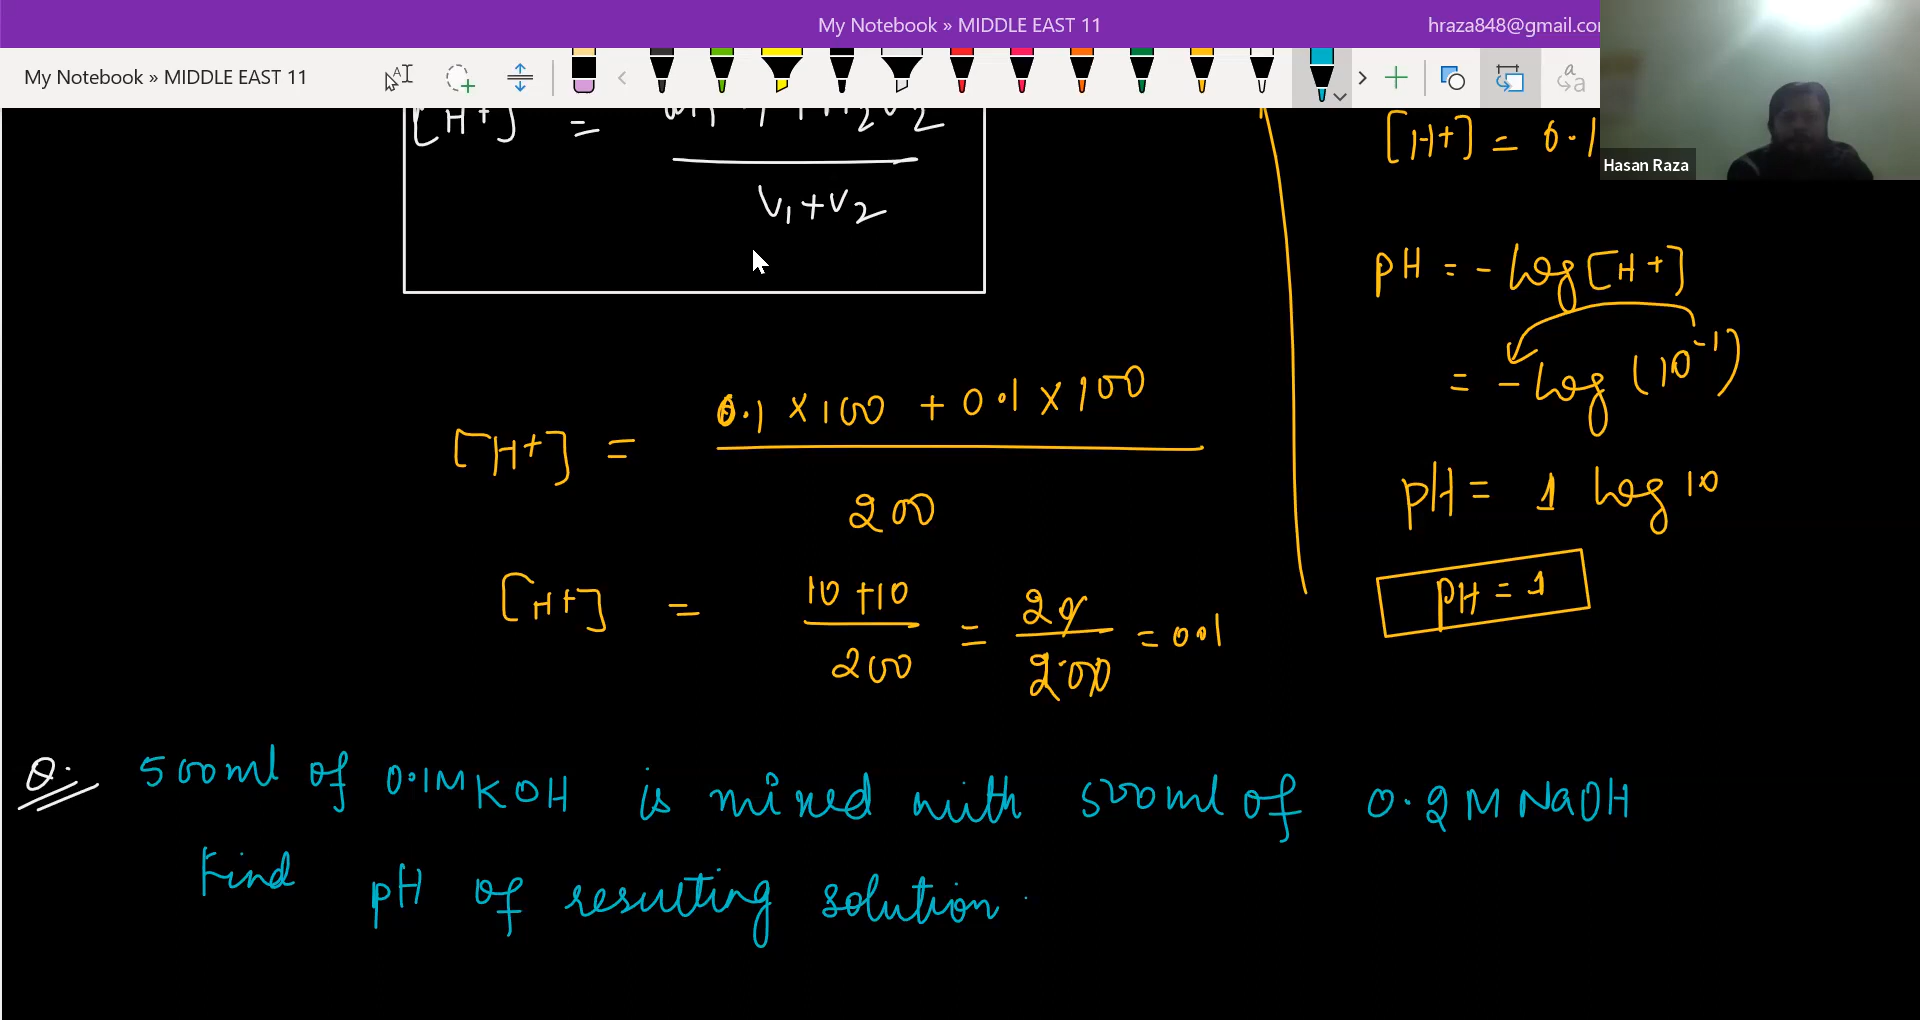 My Notebook » MIDDLE EAST 11
hraza848@gmail.co
My Notebook » MIDDLE EAST 11
[H+] =
V1+V2
[H+] = 0.1
Hasan Raza
pH = - log [H+]
= - log (10^-1)
[H+] = 0.1 × 100 + 0.1 × 100
200
pH = 1 log 10
[H+] = 10 + 10 / 200 = 20 / 200 = 0.1
pH = 1
Q. 500ml of 0.1M KOH is mixed with 500ml of 0.2 M NaOH
Find pH of resulting solution.